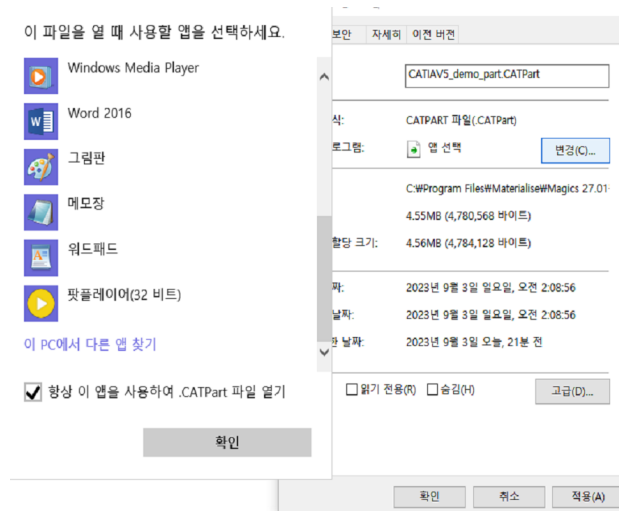 이 파일을 열 때 사용할 앱을 선택하세요.
Windows Media Player
Word 2016
그림판
메모장
워드패드
팟플레이어(32 비트)
이 PC에서 다른 앱 찾기
항상 이 앱을 사용하여 .CATPart 파일 열기
확인
보안 자세히 이전 버전
CATIAV5_demo_part.CATPart
식: CATPART 파일(.CATPart)
로그램: 앱 선택 변경(C)...
C:₩Program Files₩Materialise₩Magics 27.01
4.55MB (4,780,568 바이트)
할당 크기: 4.56MB (4,784,128 바이트)
짜: 2023년 9월 3일 일요일, 오전 2:08:56
날짜: 2023년 9월 3일 일요일, 오전 2:08:56
한 날짜: 2023년 9월 3일 오늘, 21분 전
읽기 전용(R) 숨김(H) 고급(D)...
확인 취소 적용(A)